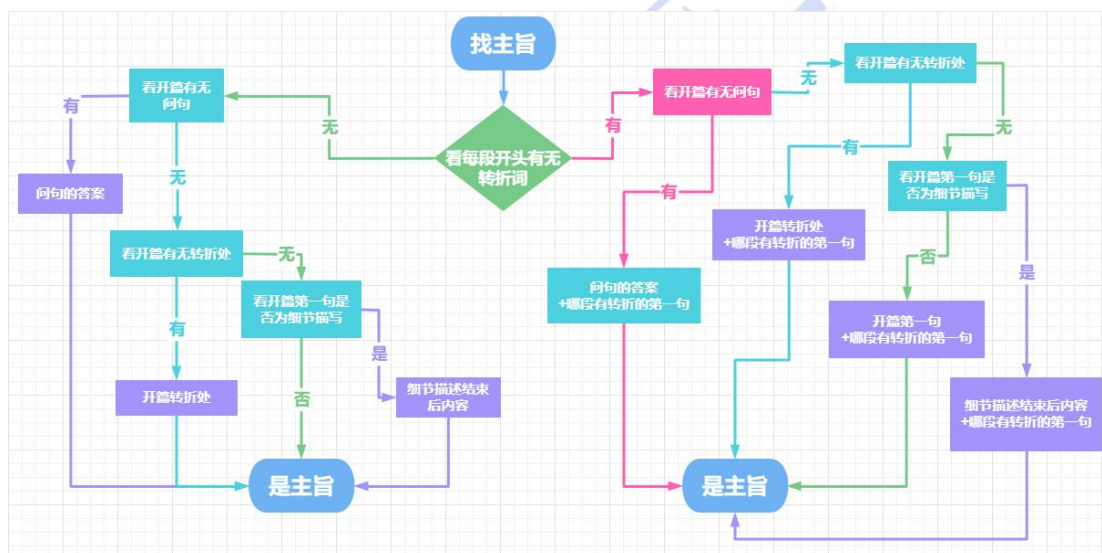 找主旨
看每段开头有无
转折词
无
有
看开篇有无
问句
有
问句的答案
无
看开篇有无转折处
无
看开篇第一句是
否为细节描写
有
开篇转折处
是
细节描述结束
后内容
否
是主旨
看开篇有无问句
无
看开篇有无转折处
有
问句的答案
+哪段有转折的第一句
有
开篇转折处
+哪段有转折的第一句
无
看开篇第一句是
否为细节描写
否
开篇第一句
+哪段有转折的第一句
是
细节描述结束后内容
+哪段有转折的第一句
是主旨